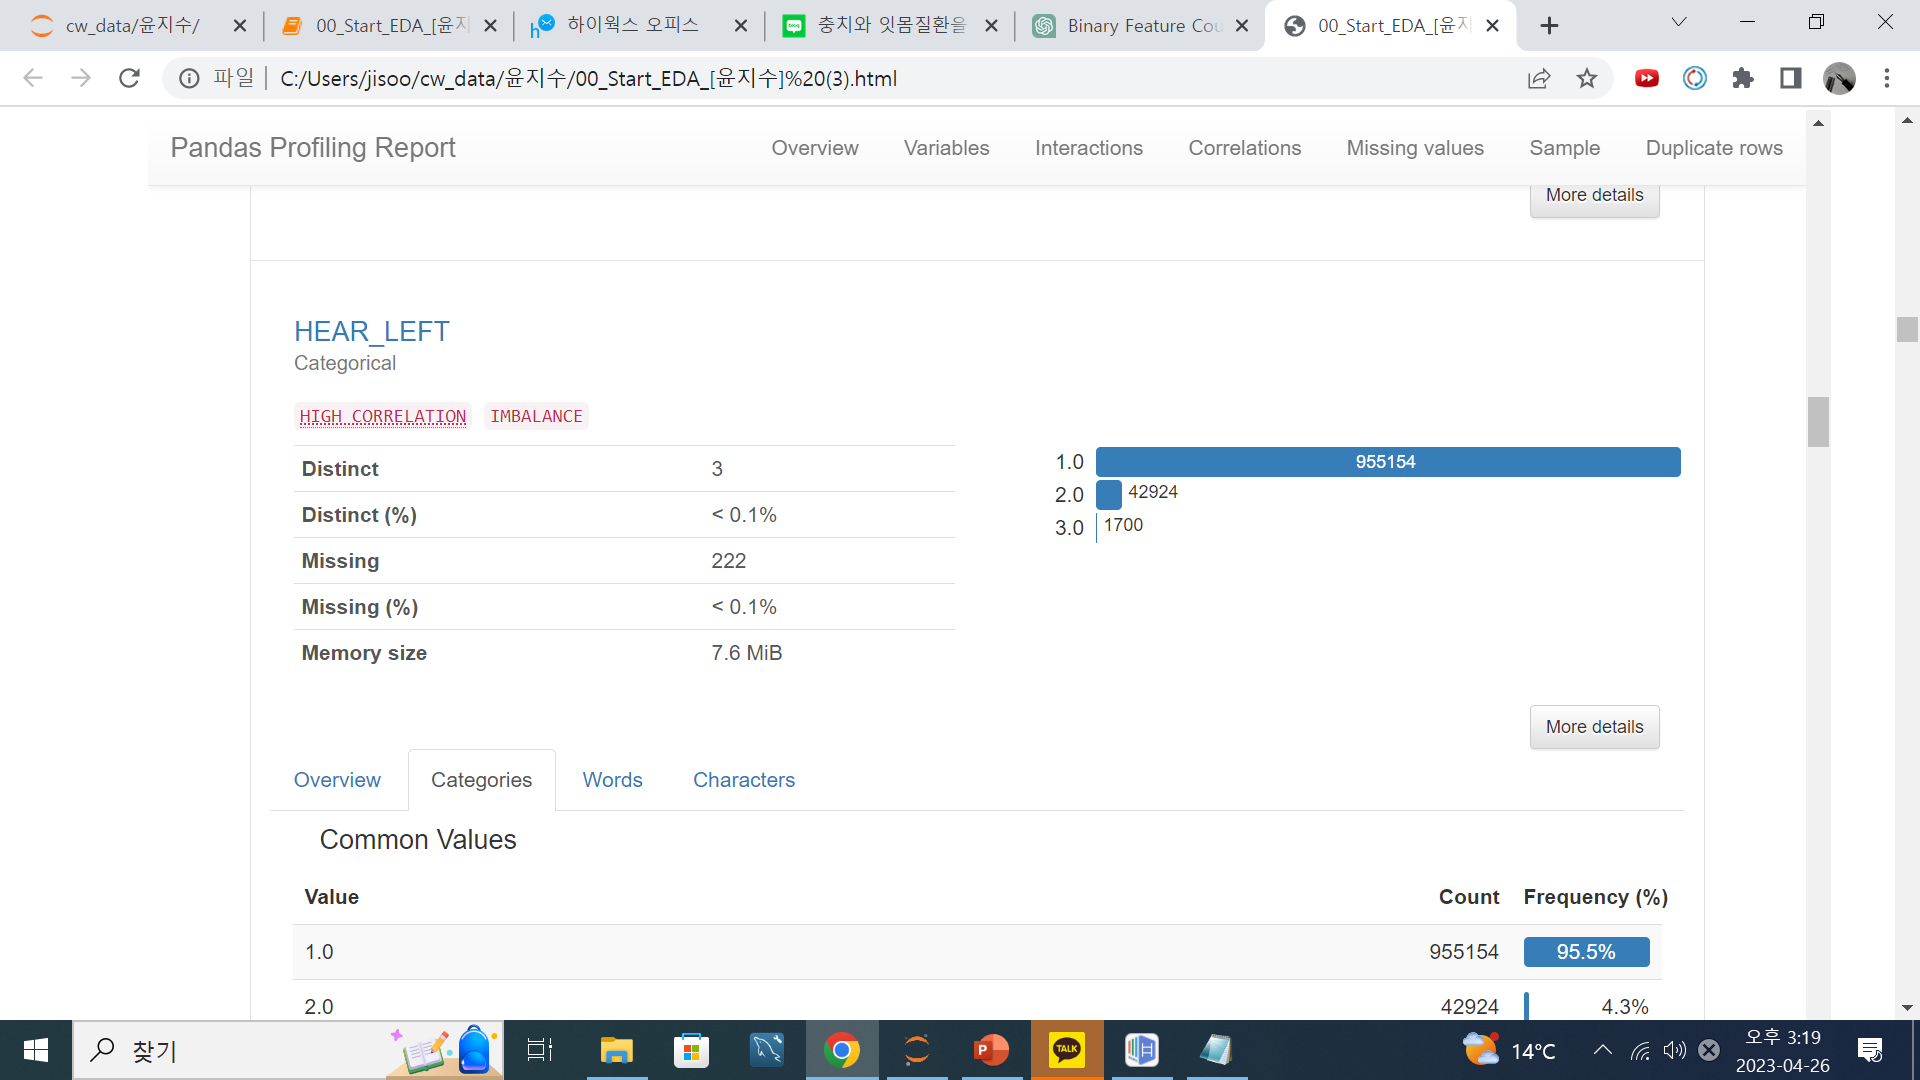 cw_data/윤지수/
00_Start_EDA_[윤지
하이웍스 오피스
충치와 잇몸질환을
Binary Feature Cou
00_Start_EDA_[윤지
파일
C:/Users/jisoo/cw_data/윤지수/00_Start_EDA_[윤지수]%20(3).html
Pandas Profiling Report
Overview
Variables
Interactions
Correlations
Missing values
Sample
Duplicate rows
More details
HEAR_LEFT
Categorical
HIGH CORRELATION
IMBALANCE
Distinct 3
Distinct (%) < 0.1%
Missing 222
Missing (%) < 0.1%
Memory size 7.6 MiB
1.0 955154
2.0 42924
3.0 1700
More details
Overview
Categories
Words
Characters
Common Values
Value Count Frequency (%)
1.0 955154 95.5%
2.0 42924 4.3%
찾기
P
TALK
14°C
오후 3:19
2023-04-26